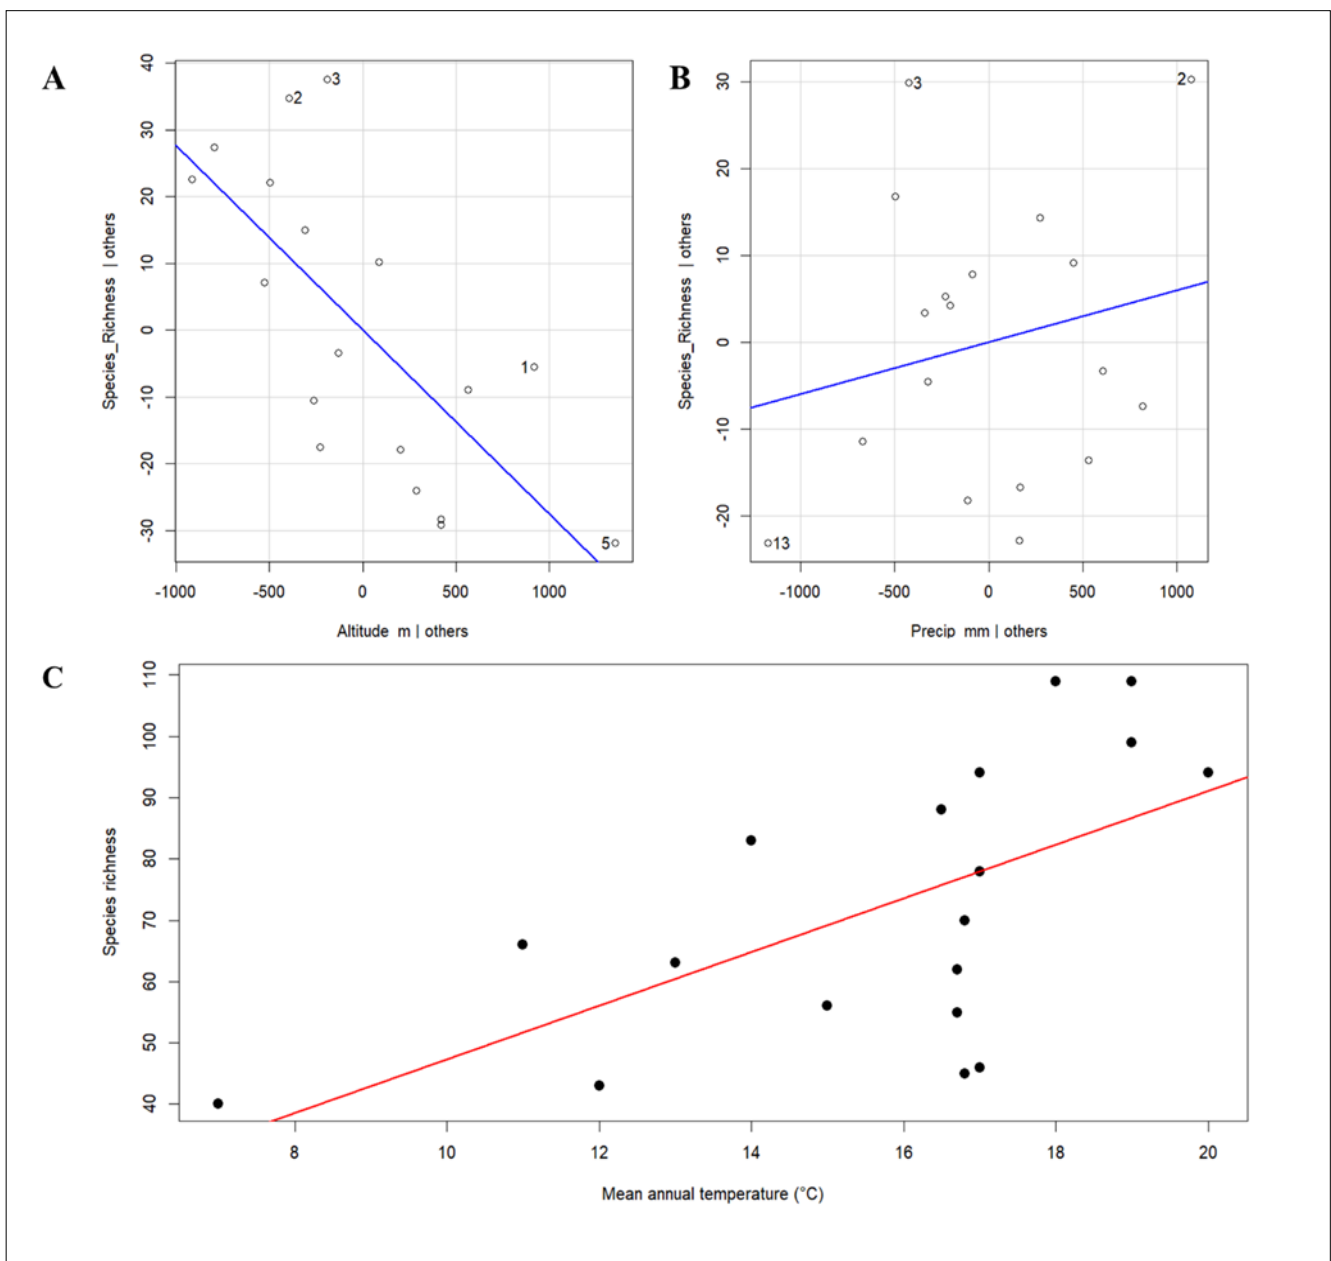 A
Species_Richness | others
40
30
20
10
0
-10
-20
-30
3
2
1
5
-1000 -500 0 500 1000
Altitude m | others
B
Species_Richness | others
30
20
10
0
-10
-20
3
2
13
-1000 -500 0 500 1000
Precip mm | others
C
Species richness
110
100
90
80
70
60
50
40
8 10 12 14 16 18 20
Mean annual temperature (°C)